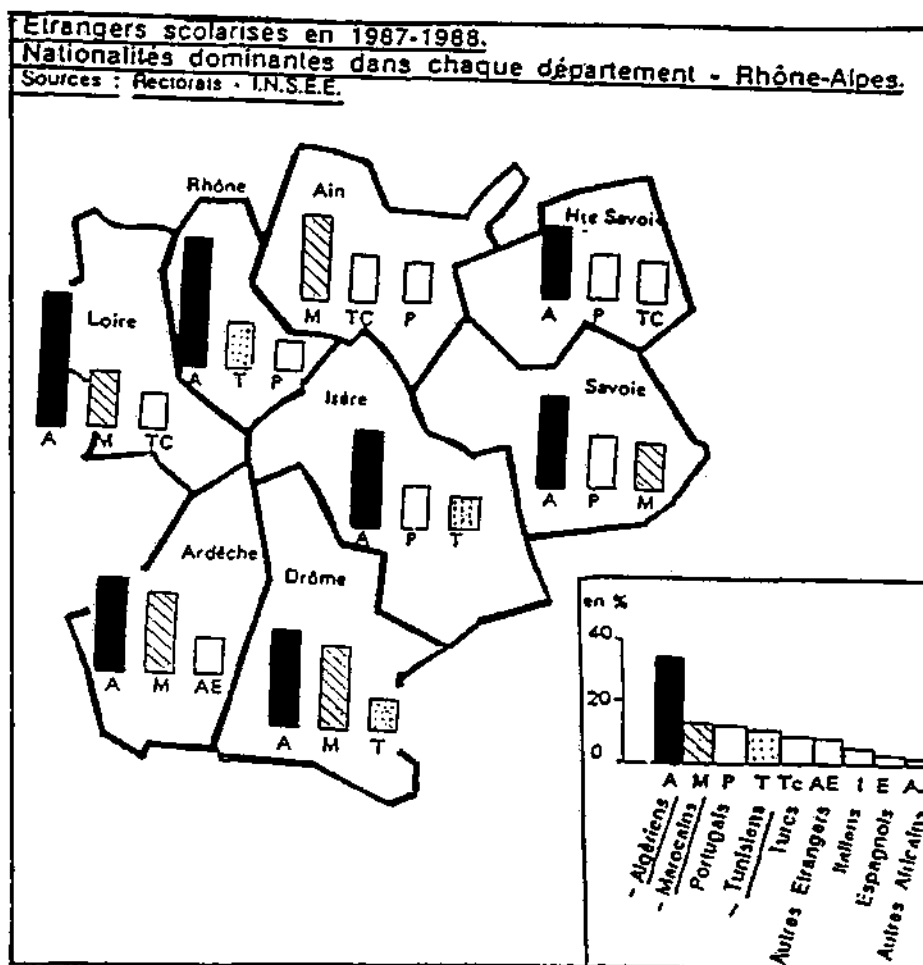 Etrangers scolarisés en 1987-1988.
Nationalités dominantes dans chaque département - Rhône-Alpes.
Sources : Rectorats - I.N.S.E.E.
Rhône
Ain
Hte Savoie
M TC P
A P TC
Loire
A T P
Isère
Savoie
A M TC
A P M
A P T
Ardèche
Drôme
A M AE
A M T
en %
40
20
0
A M P T Tc AE I E A
- Algériens
- Marocains
Portugais
- Tunisiens
Turcs
Autres Etrangers
Italiens
Espagnols
Autres Africains